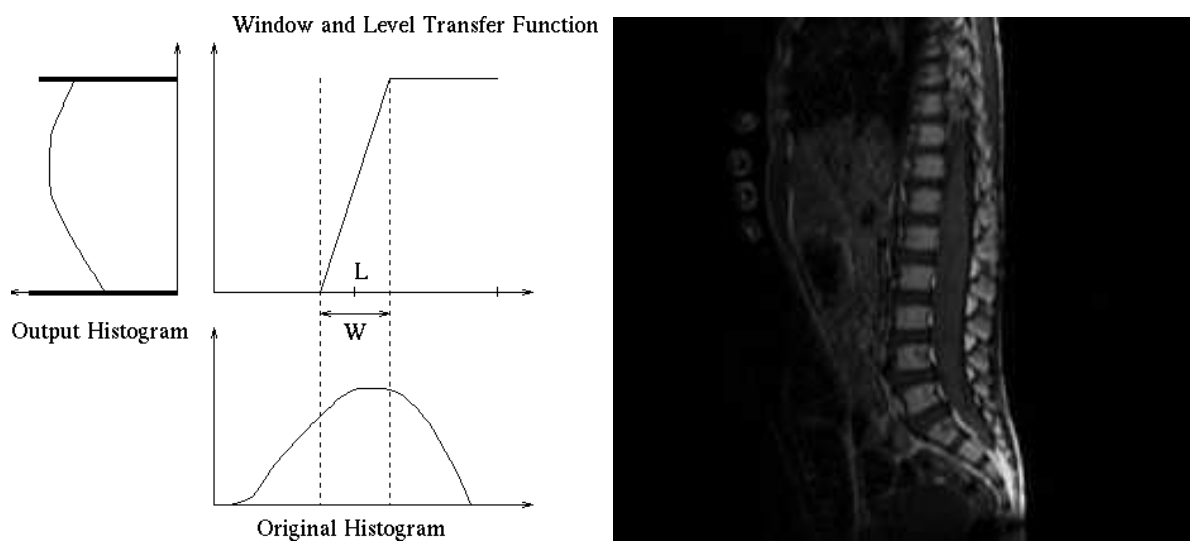 Window and Level Transfer Function
L
W
Output Histogram
Original Histogram